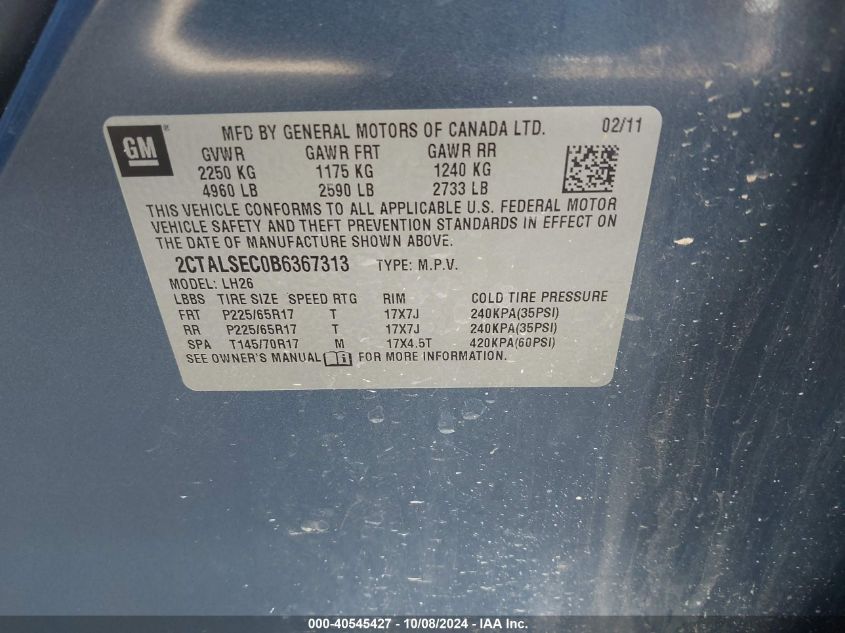 GM ® MFD BY GENERAL MOTORS OF CANADA LTD. 02/11
GVWR GAWR FRT GAWR RR
2250 KG 1175 KG 1240 KG
4960 LB 2590 LB 2733 LB
THIS VEHICLE CONFORMS TO ALL APPLICABLE U.S. FEDERAL MOTOR
VEHICLE SAFETY AND THEFT PREVENTION STANDARDS IN EFFECT ON
THE DATE OF MANUFACTURE SHOWN ABOVE.
2CTALSEC0B6367313 TYPE: M.P.V.
MODEL: LH26
LBBS TIRE SIZE SPEED RTG RIM COLD TIRE PRESSURE
FRT P225/65R17 T 17X7J 240KPA(35PSI)
RR P225/65R17 T 17X7J 240KPA(35PSI)
SPA T145/70R17 M 17X4.5T 420KPA(60PSI)
SEE OWNER'S MANUAL FOR MORE INFORMATION.
000-40545427 - 10/08/2024 - IAA Inc.